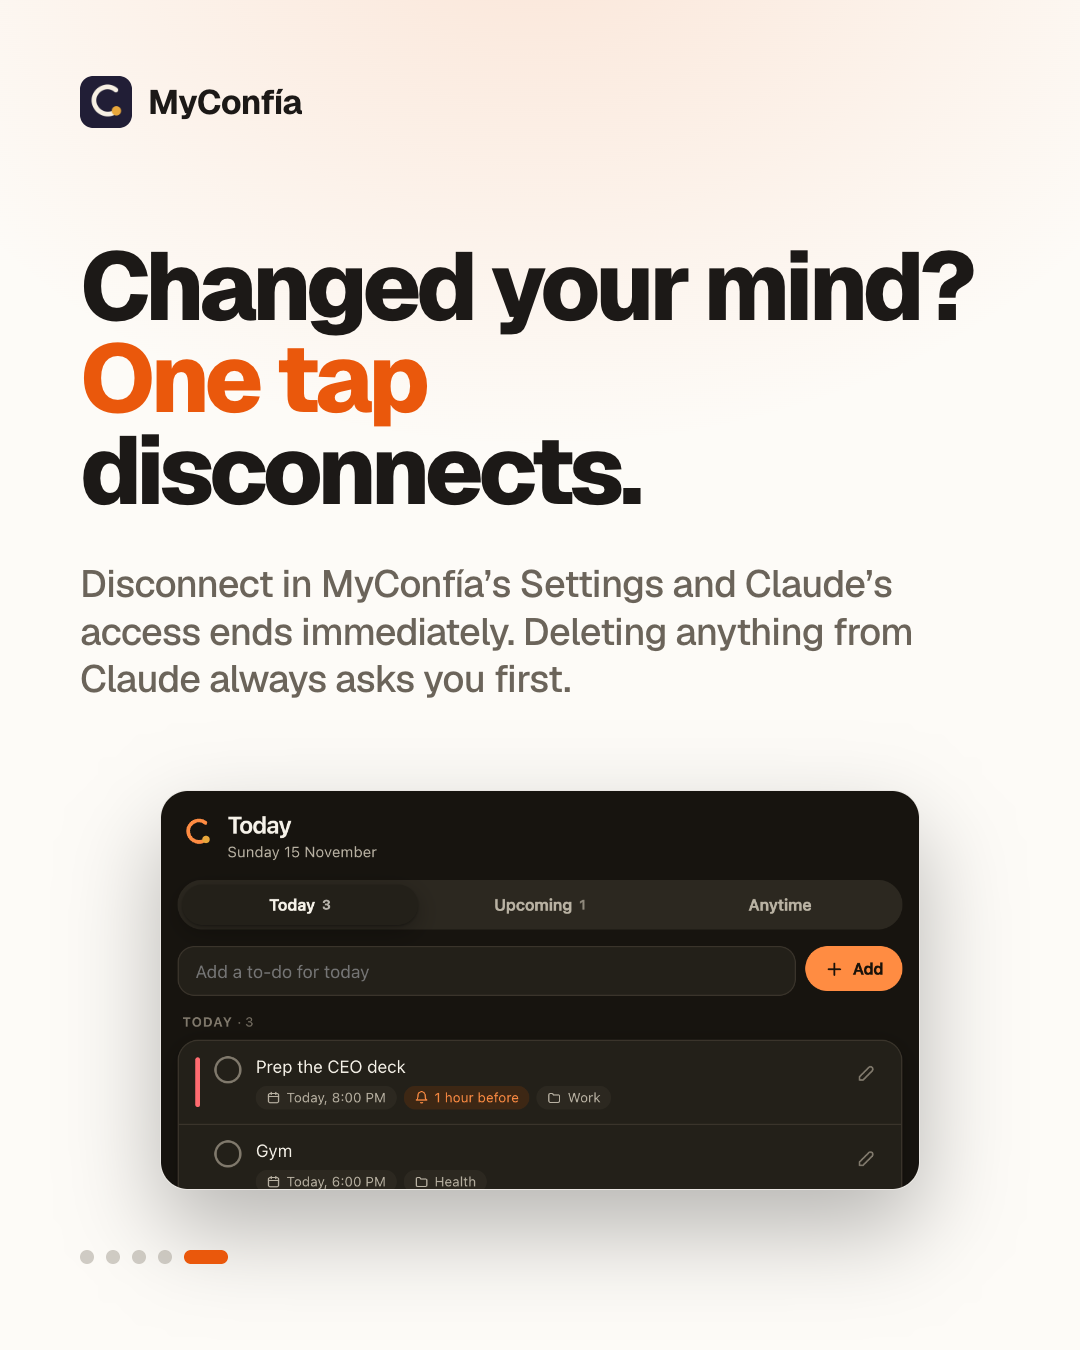 MyConfía
Changed your mind?
One tap
disconnects.
Disconnect in MyConfía’s Settings and Claude’s
access ends immediately. Deleting anything from
Claude always asks you first.
Today
Sunday 15 November
Today 3
Upcoming 1
Anytime
Add a to-do for today
+ Add
TODAY · 3
Prep the CEO deck
Today, 8:00 PM
1 hour before
Work
Gym
Today, 6:00 PM
Health